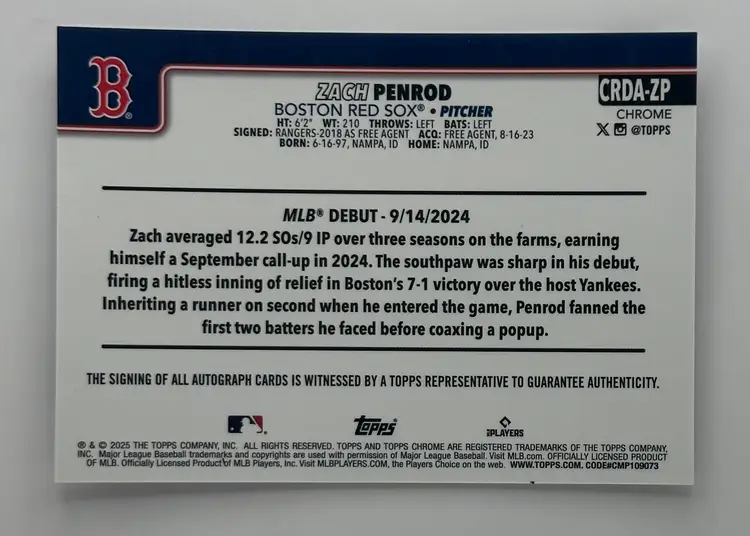 B
ZACH PENROD
BOSTON RED SOX® • PITCHER
HT: 6'2" WT: 210 THROWS: LEFT BATS: LEFT
SIGNED: RANGERS-2018 AS FREE AGENT ACQ: FREE AGENT, 8-16-23
BORN: 6-16-97, NAMPA, ID HOME: NAMPA, ID
CRDA-ZP
CHROME
X @TOPPS
MLB® DEBUT - 9/14/2024
Zach averaged 12.2 SOs/9 IP over three seasons on the farms, earning
himself a September call-up in 2024. The southpaw was sharp in his debut,
firing a hitless inning of relief in Boston's 7-1 victory over the host Yankees.
Inheriting a runner on second when he entered the game, Penrod fanned the
first two batters he faced before coaxing a popup.
THE SIGNING OF ALL AUTOGRAPH CARDS IS WITNESSED BY A TOPPS REPRESENTATIVE TO GUARANTEE AUTHENTICITY.
Topps®
PLAYERS
® & © 2025 THE TOPPS COMPANY, INC. ALL RIGHTS RESERVED. TOPPS AND TOPPS CHROME ARE REGISTERED TRADEMARKS OF THE TOPPS COMPANY,
INC. Major League Baseball trademarks and copyrights are used with permission of Major League Baseball. Visit MLB.com. OFFICIALLY LICENSED PRODUCT
OF MLB. Officially Licensed Product of MLB Players, Inc. Visit MLBPLAYERS.COM, the Players Choice on the web. WWW.TOPPS.COM. CODE#CMP109073